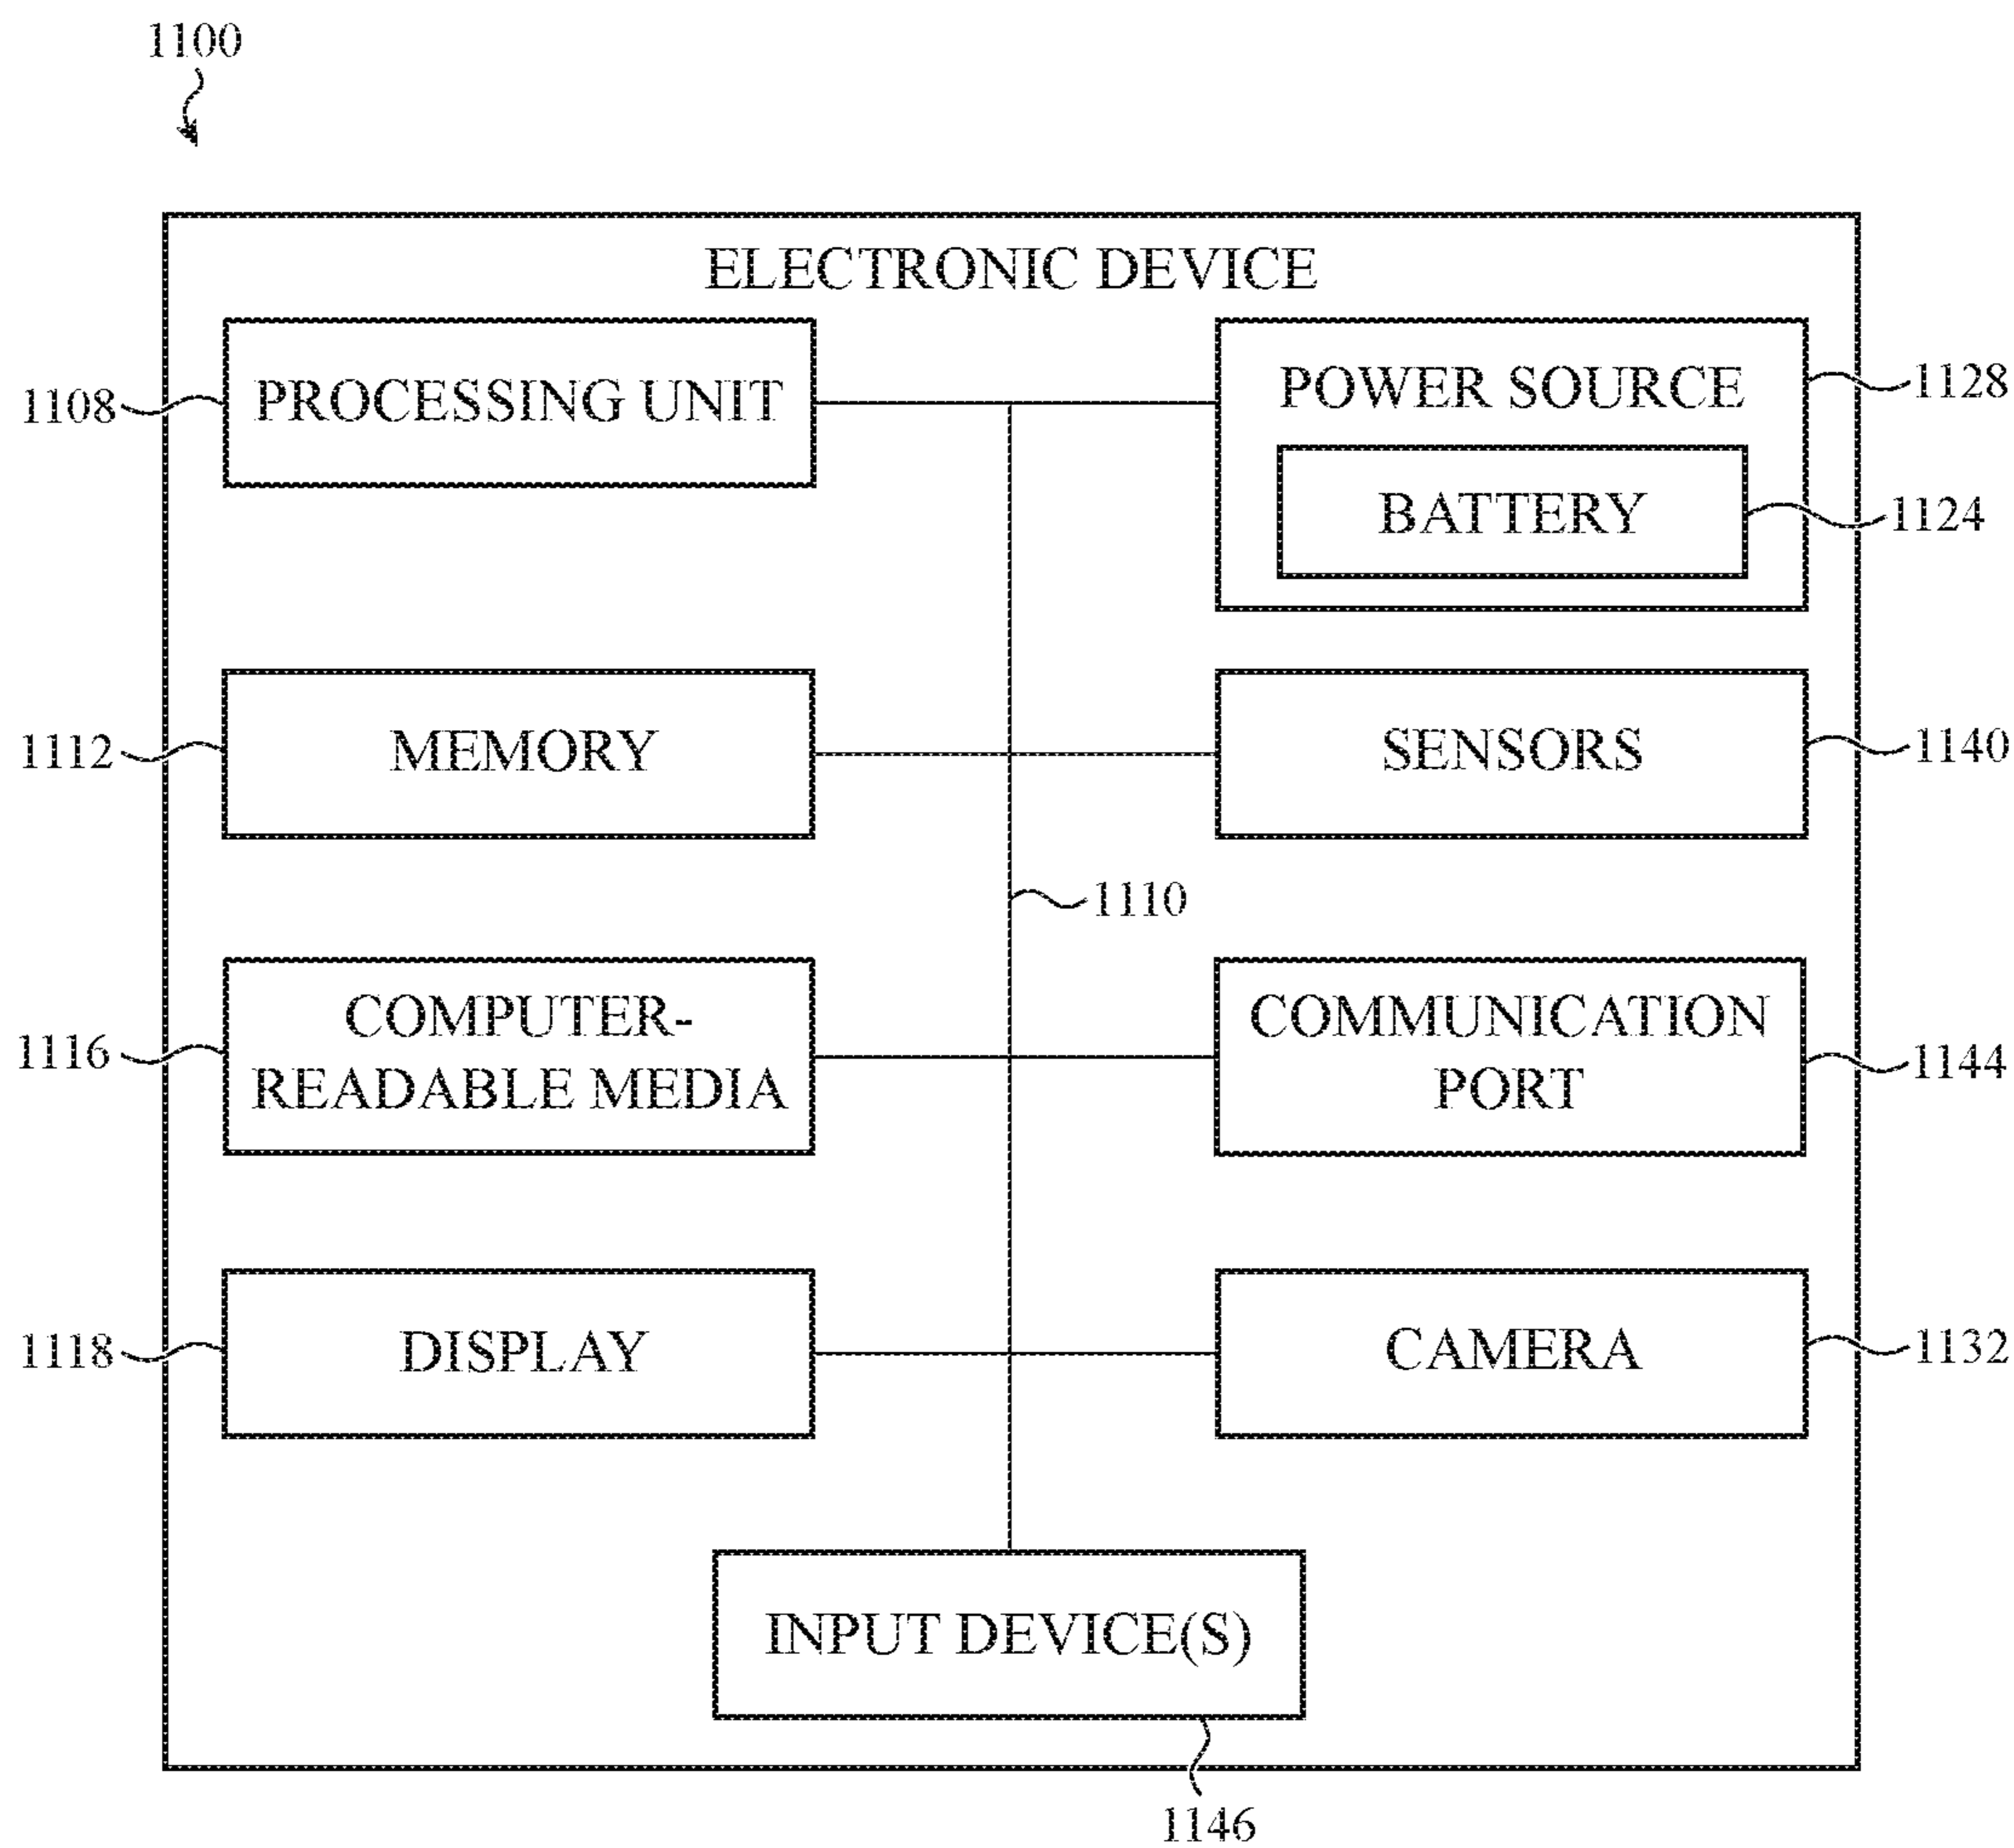 1100
ELECTRONIC DEVICE
1108
PROCESSING UNIT
POWER SOURCE
1128
BATTERY
1124
1112
MEMORY
SENSORS
1140
1110
1116
COMPUTER-
READABLE MEDIA
COMMUNICATION
PORT
1144
1118
DISPLAY
CAMERA
1132
INPUT DEVICE(S)
1146